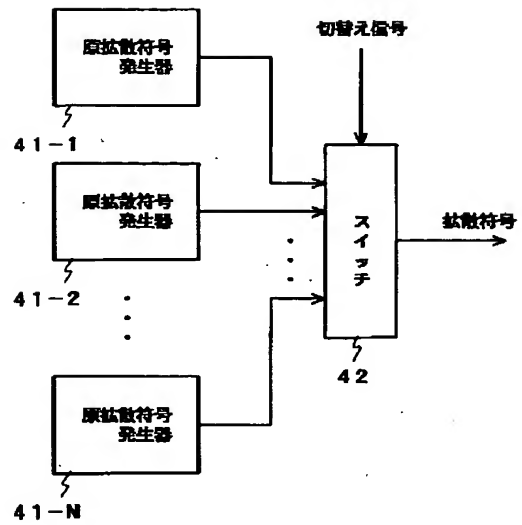 原拡散符号
発生器
切替え信号
41-1
原拡散符号
発生器
スイッチ
拡散符号
41-2
42
原拡散符号
発生器
41-N